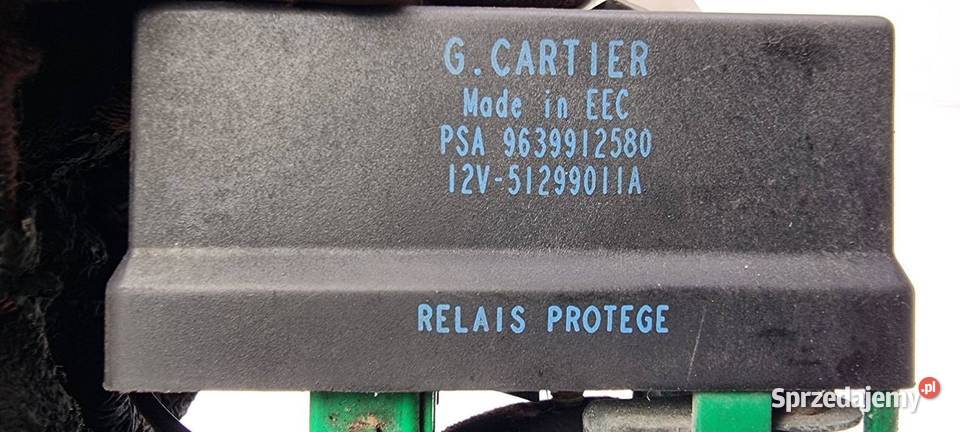 G. CARTIER
Made in EEC
PSA 9639912580
12V-51299011A
RELAIS PROTEGE
Sprzedajemy.pl